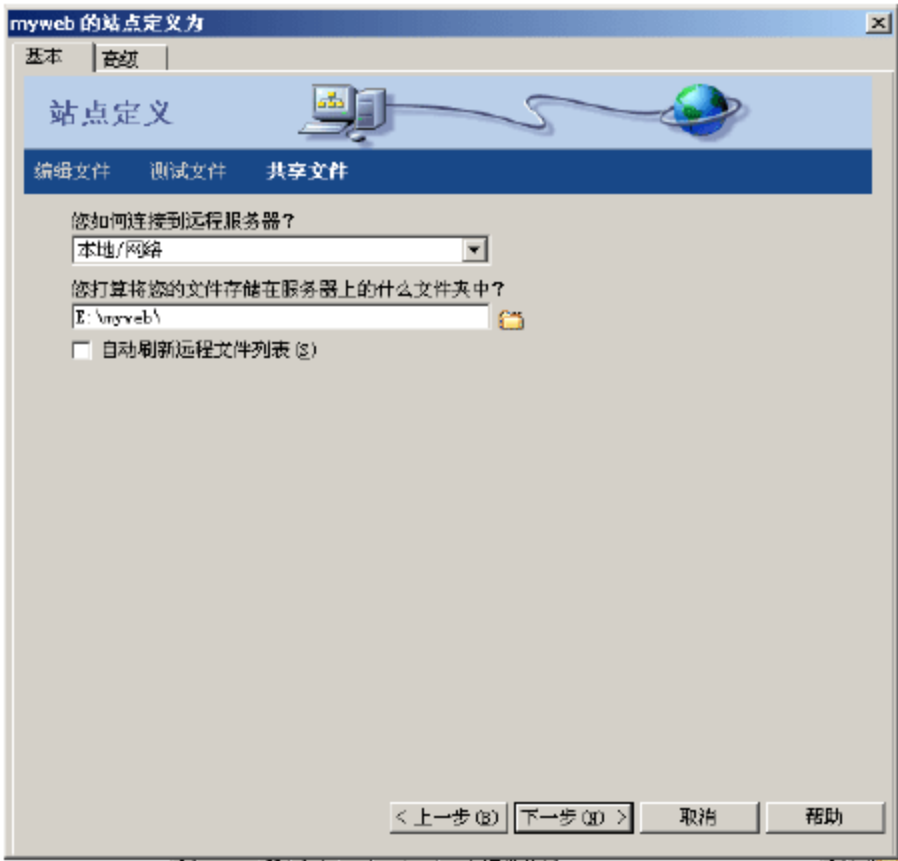 myweb 的站点定义为
基本 高级
站点定义
编辑文件 测试文件 共享文件
您如何连接到远程服务器?
本地/网络
您打算将您的文件存储在服务器上的什么文件夹中?
E:\myweb\
自动刷新远程文件列表(S)
< 上一步(B) 下一步(N) > 取消 帮助